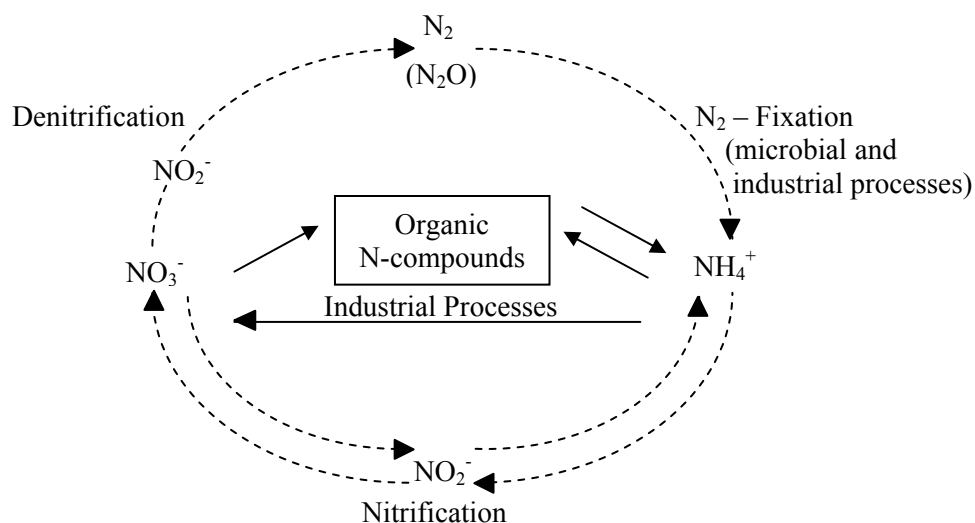 N₂
(N₂O)
Denitrification
N₂ – Fixation
(microbial and
industrial processes)
NO₂⁻
Organic
N-compounds
NO₃⁻
NH₄⁺
Industrial Processes
NO₂⁻
Nitrification